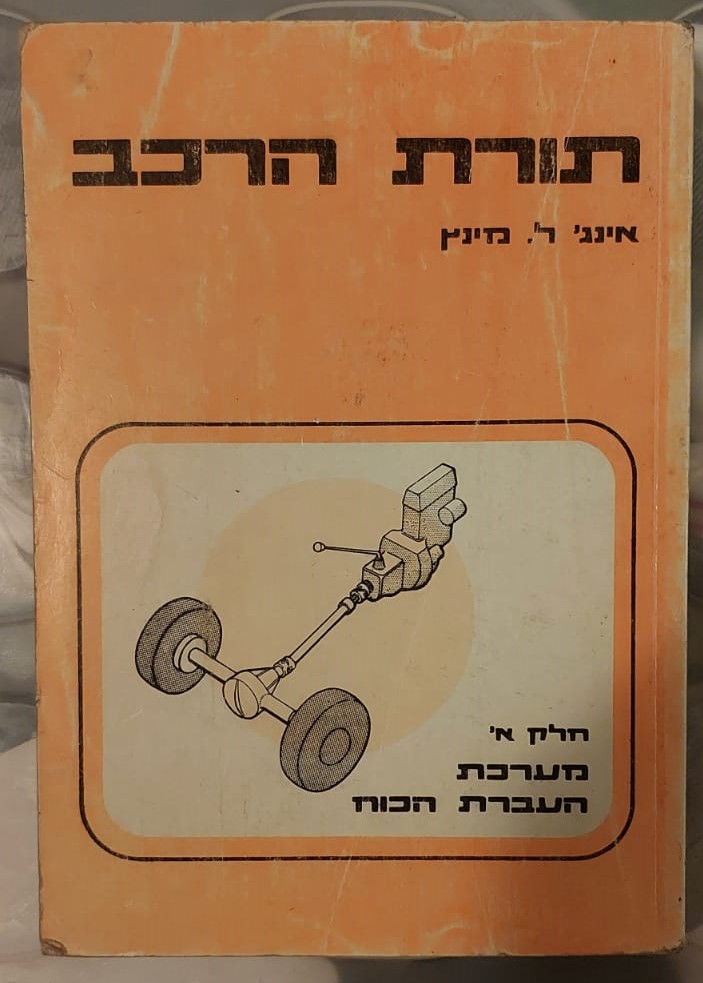 תורת הרכב
אינג' ל. מינץ
חלק א'
מערכת
העברת הכוח